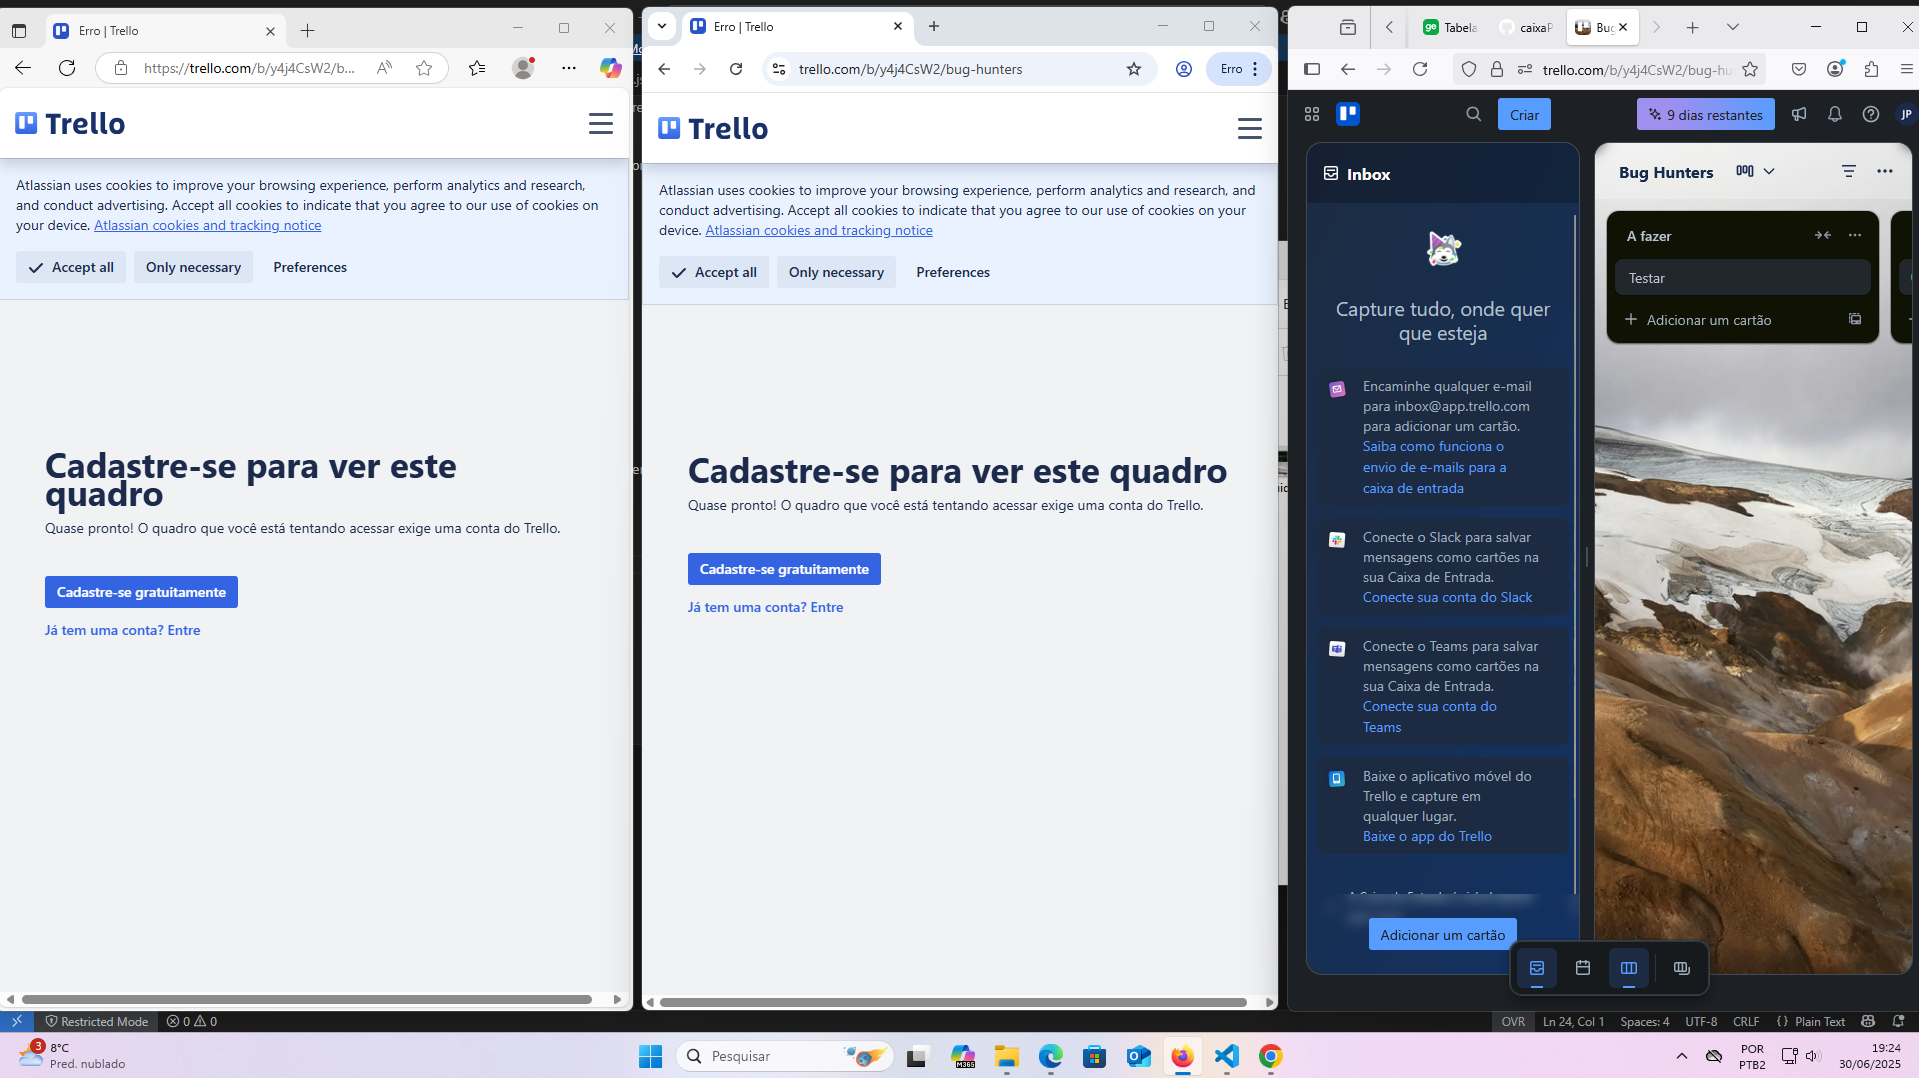 Erro | Trello
https://trello.com/b/y4j4CsW2/b...
Trello
Atlassian uses cookies to improve your browsing experience, perform analytics and research,
and conduct advertising. Accept all cookies to indicate that you agree to our use of cookies on
your device. Atlassian cookies and tracking notice
Accept all
Only necessary
Preferences
Cadastre-se para ver este
quadro
Quase pronto! O quadro que você está tentando acessar exige uma conta do Trello.
Cadastre-se gratuitamente
Já tem uma conta? Entre
Erro | Trello
trello.com/b/y4j4CsW2/bug-hunters
Erro
Trello
Atlassian uses cookies to improve your browsing experience, perform analytics and research, and
conduct advertising. Accept all cookies to indicate that you agree to our use of cookies on your
device. Atlassian cookies and tracking notice
Accept all
Only necessary
Preferences
Cadastre-se para ver este quadro
Quase pronto! O quadro que você está tentando acessar exige uma conta do Trello.
Cadastre-se gratuitamente
Já tem uma conta? Entre
ge
Tabela
caixaP
Bug
trello.com/b/y4j4CsW2/bug-hu
Criar
9 dias restantes
JP
Inbox
Capture tudo, onde quer
que esteja
Encaminhe qualquer e-mail
para inbox@app.trello.com
para adicionar um cartão.
Saiba como funciona o
envio de e-mails para a
caixa de entrada
Conecte o Slack para salvar
mensagens como cartões na
sua Caixa de Entrada.
Conecte sua conta do Slack
Conecte o Teams para salvar
mensagens como cartões na
sua Caixa de Entrada.
Conecte sua conta do
Teams
Baixe o aplicativo móvel do
Trello e capture em
qualquer lugar.
Baixe o app do Trello
Adicionar um cartão
Bug Hunters
A fazer
Testar
Adicionar um cartão
Restricted Mode
0
0
OVR
Ln 24, Col 1
Spaces: 4
UTF-8
CRLF
{ } Plain Text
3
8°C
Pred. nublado
Pesquisar
M365
POR
PTB2
19:24
30/06/2025